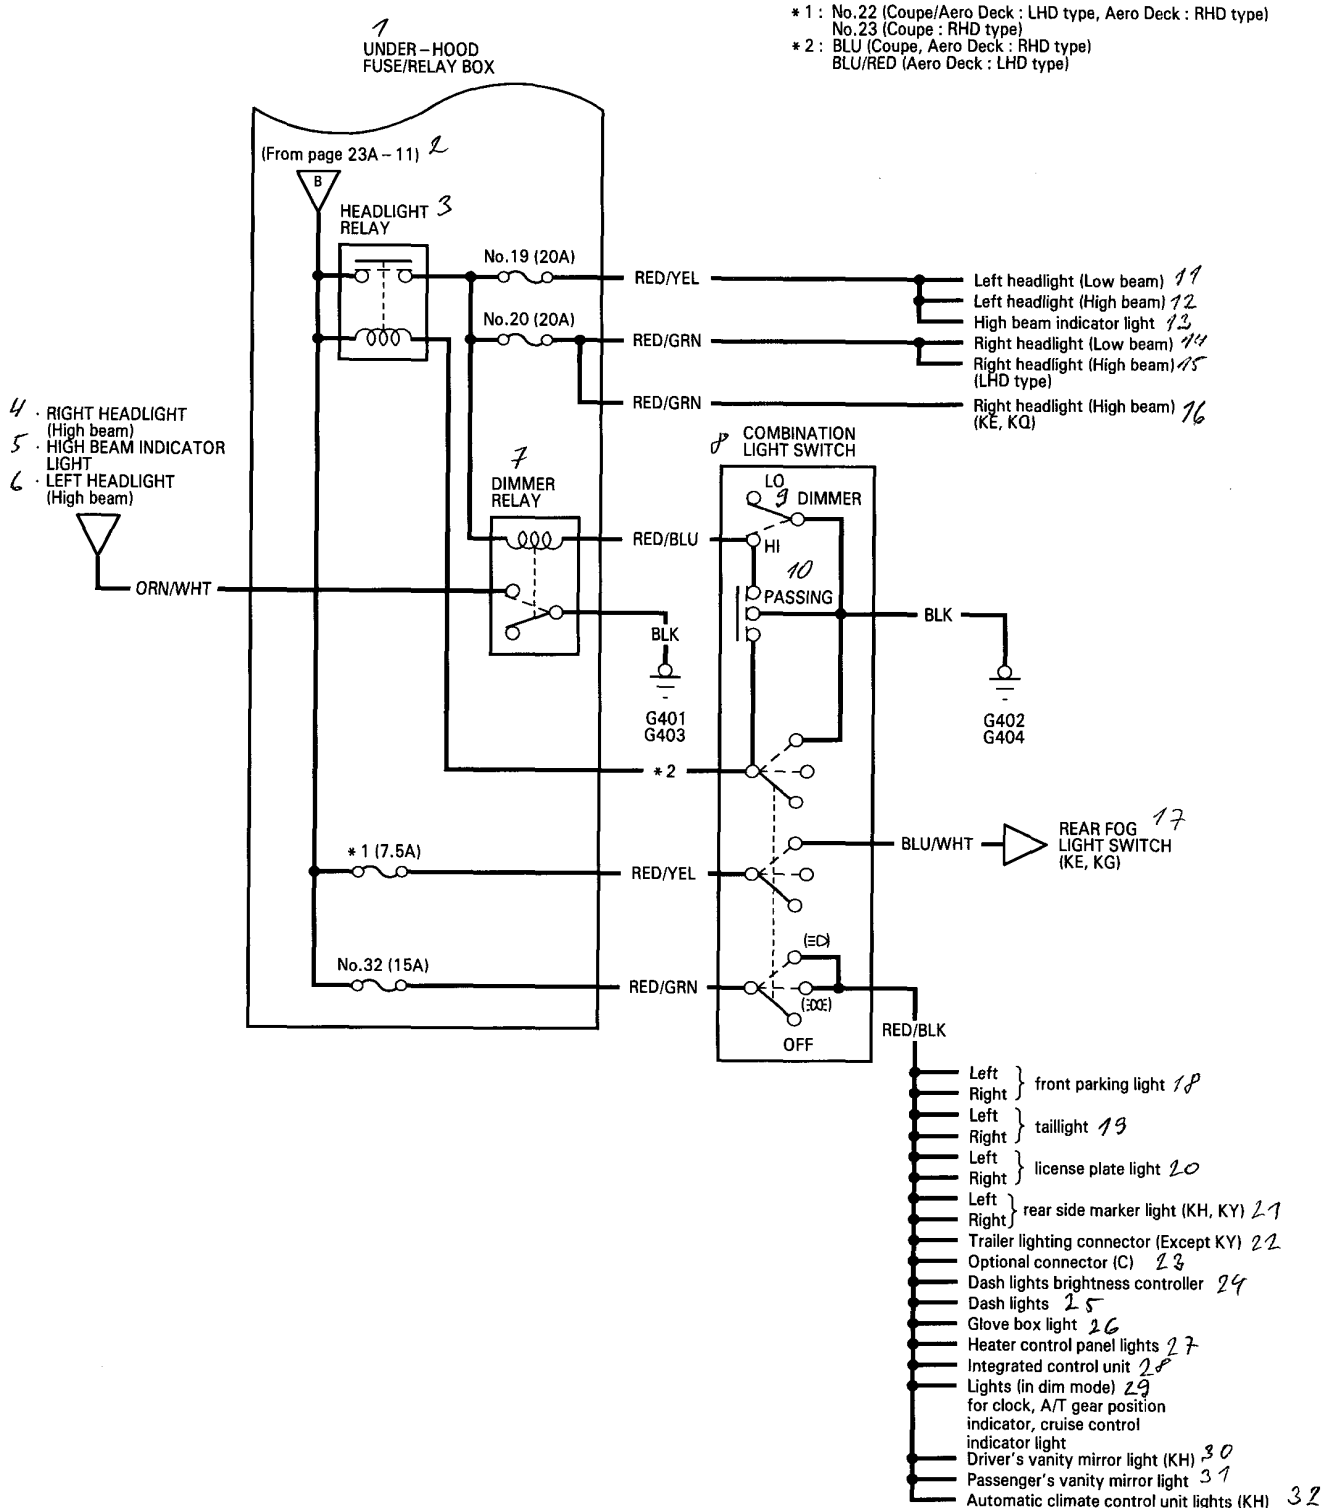 * 1 : No.22 (Coupe/Aero Deck : LHD type, Aero Deck : RHD type)
No.23 (Coupe : RHD type)
* 2 : BLU (Coupe, Aero Deck : RHD type)
BLU/RED (Aero Deck : LHD type)
1
UNDER-HOOD
FUSE/RELAY BOX
(From page 23A-11) 2
B
HEADLIGHT 3
RELAY
No.19 (20A)
RED/YEL
Left headlight (Low beam) 11
Left headlight (High beam) 12
High beam indicator light 13
No.20 (20A)
RED/GRN
Right headlight (Low beam) 14
Right headlight (High beam) 15
(LHD type)
RED/GRN
Right headlight (High beam) 16
(KE, KQ)
4 · RIGHT HEADLIGHT
(High beam)
5 · HIGH BEAM INDICATOR
LIGHT
6 · LEFT HEADLIGHT
(High beam)
ORN/WHT
7
DIMMER
RELAY
RED/BLU
BLK
G401
G403
8 COMBINATION
LIGHT SWITCH
LO
9 DIMMER
HI
10
PASSING
BLK
G402
G404
* 2
BLU/WHT
REAR FOG 17
LIGHT SWITCH
(KE, KG)
* 1 (7.5A)
RED/YEL
No.32 (15A)
RED/GRN
OFF
RED/BLK
Left
Right
front parking light 18
Left
Right
taillight 19
Left
Right
license plate light 20
Left
Right
rear side marker light (KH, KY) 21
Trailer lighting connector (Except KY) 22
Optional connector (C) 23
Dash lights brightness controller 24
Dash lights 25
Glove box light 26
Heater control panel lights 27
Integrated control unit 28
Lights (in dim mode) 29
for clock, A/T gear position
indicator, cruise control
indicator light
Driver's vanity mirror light (KH) 30
Passenger's vanity mirror light 31
Automatic climate control unit lights (KH) 32